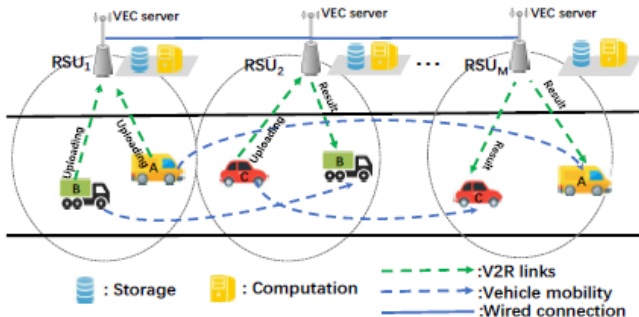 VEC server
VEC server
VEC server
RSU1
RSU2
...
RSUM
Uploading
Uploading
Uploading
Result
Result
Result
B
A
C
B
C
A
: Storage
: Computation
:V2R links
:Vehicle mobility
:Wired connection